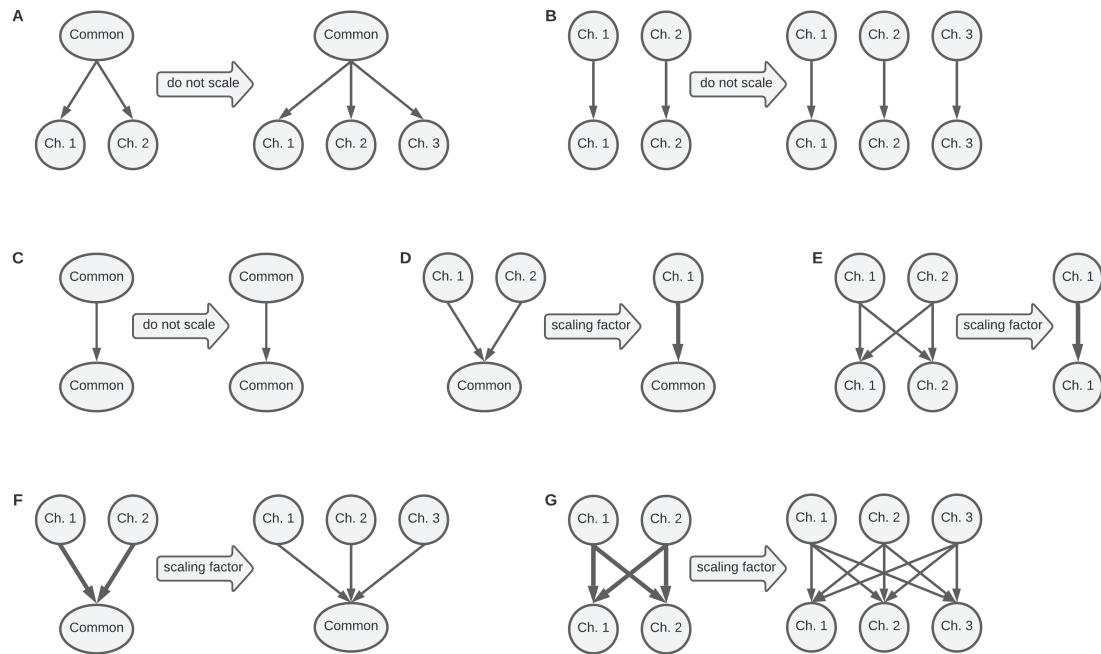 A
Common
do not scale
Ch. 1
Ch. 2
Common
Ch. 1
Ch. 2
Ch. 3
B
Ch. 1
Ch. 2
do not scale
Ch. 1
Ch. 2
Ch. 1
Ch. 2
Ch. 3
Ch. 1
Ch. 2
Ch. 3
C
Common
do not scale
Common
Common
Common
D
Ch. 1
Ch. 2
scaling factor
Common
Ch. 1
Common
E
Ch. 1
Ch. 2
scaling factor
Ch. 1
Ch. 2
Ch. 1
Ch. 1
F
Ch. 1
Ch. 2
scaling factor
Common
Ch. 1
Ch. 2
Ch. 3
Common
G
Ch. 1
Ch. 2
scaling factor
Ch. 1
Ch. 2
Ch. 1
Ch. 2
Ch. 3
Ch. 1
Ch. 2
Ch. 3